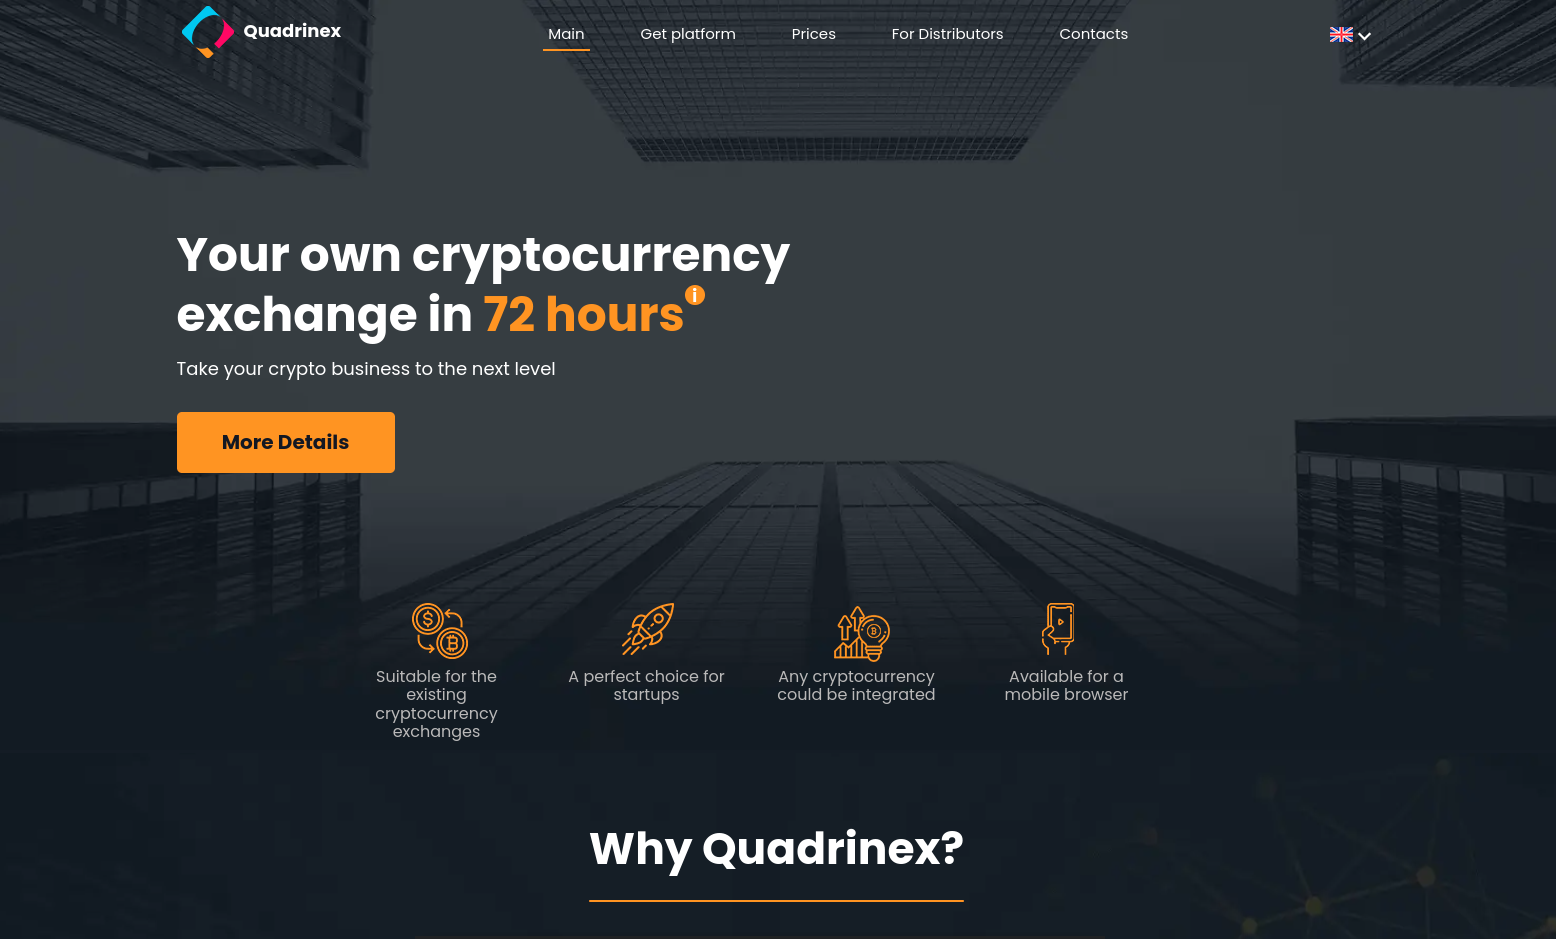 Quadrinex
Main
Get platform
Prices
For Distributors
Contacts
Your own cryptocurrency
exchange in 72 hours
i
Take your crypto business to the next level
More Details
Suitable for the
existing
cryptocurrency
exchanges
A perfect choice for
startups
Any cryptocurrency
could be integrated
Available for a
mobile browser
Why Quadrinex?